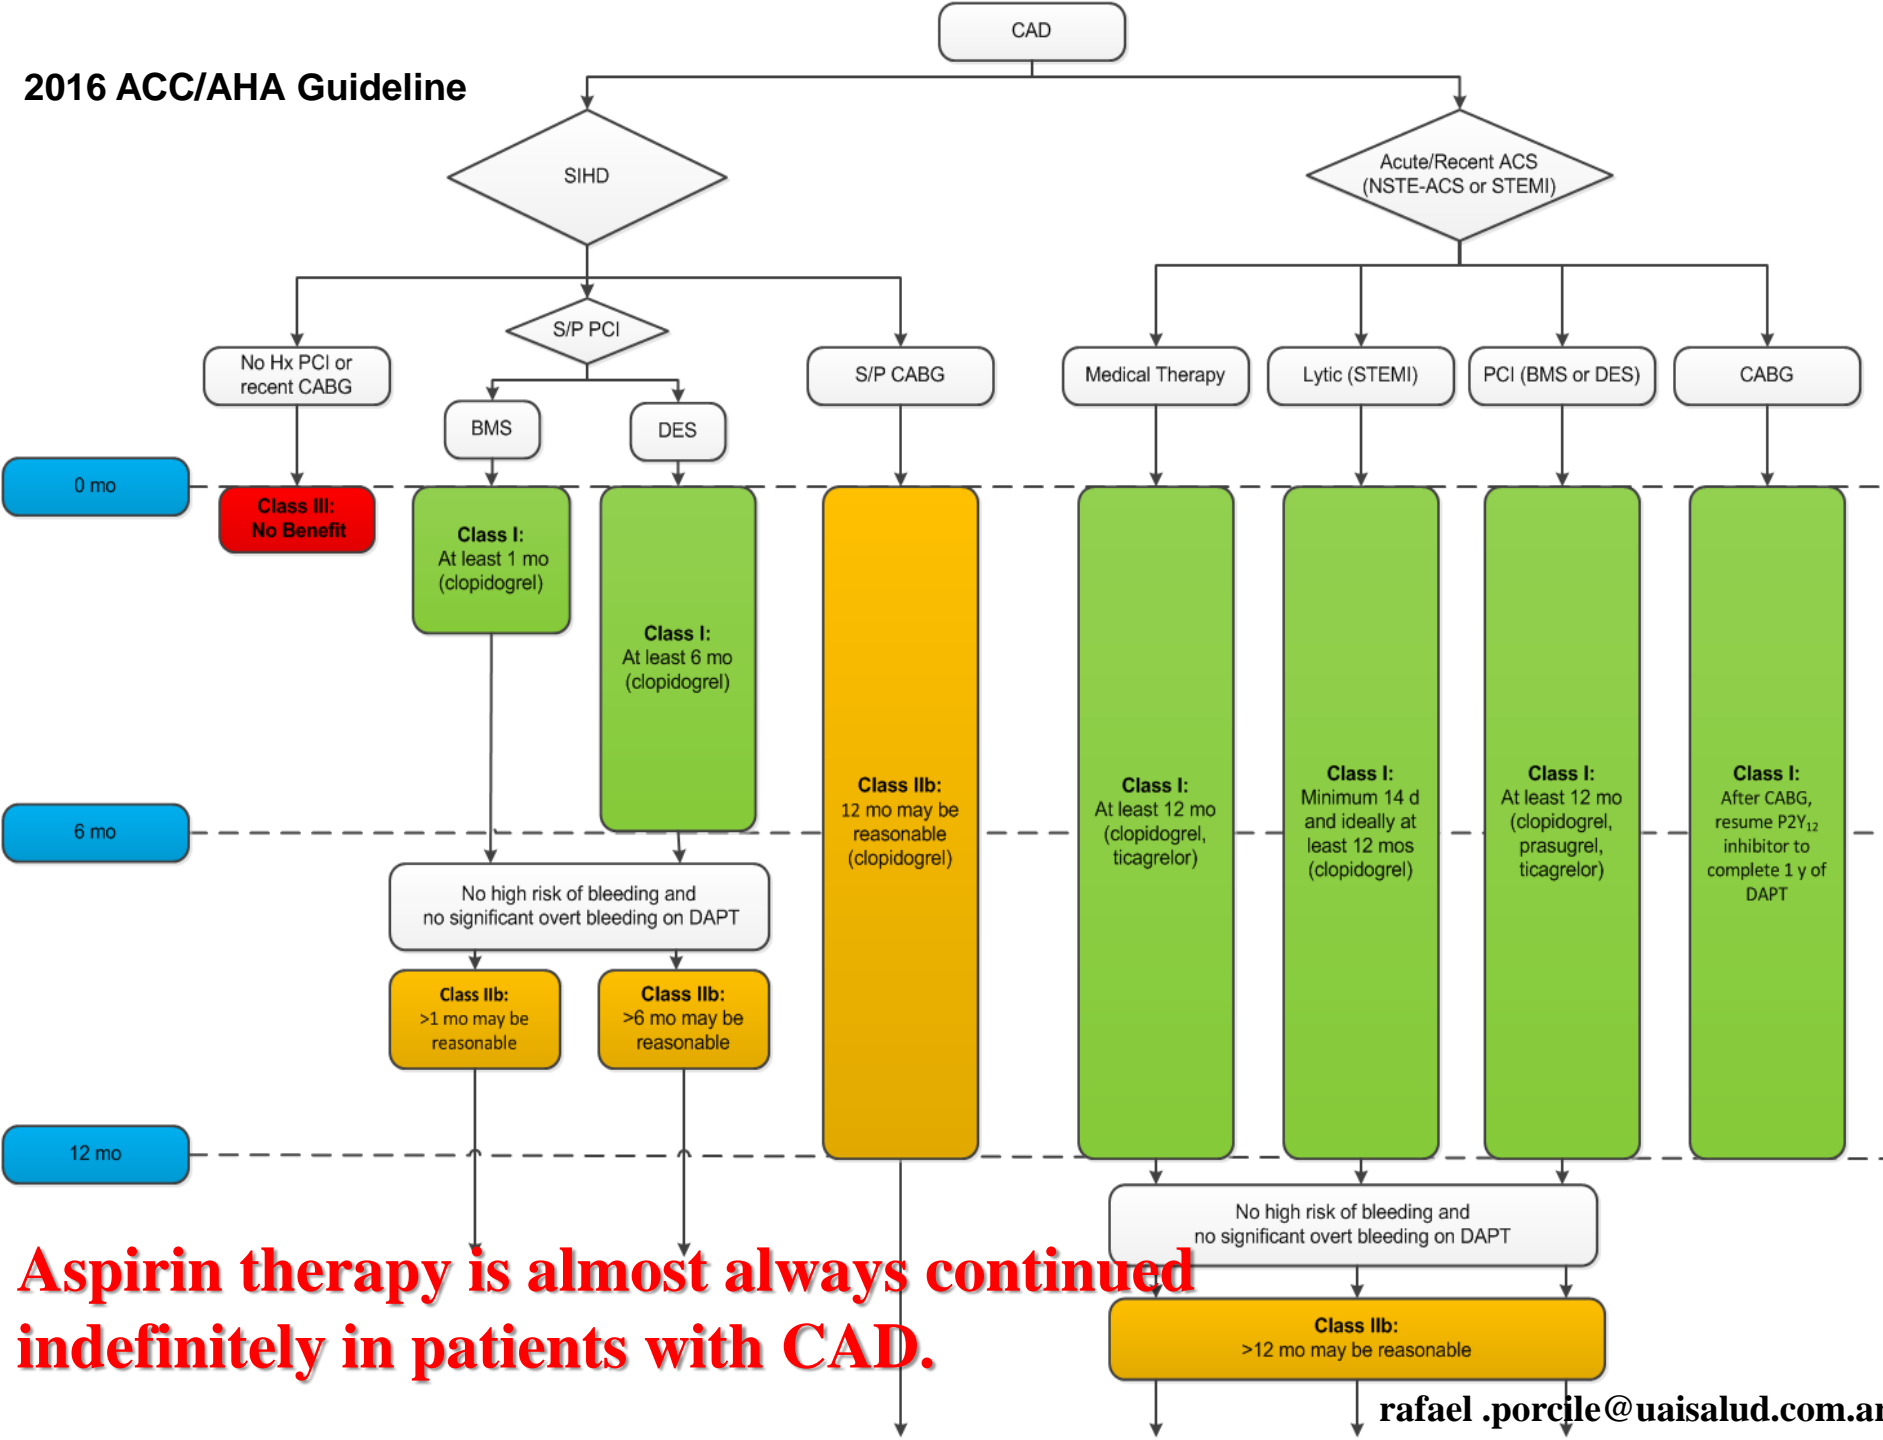 CAD
2016 ACC/AHA Guideline
SIHD
Acute/Recent ACS
(NSTE-ACS or STEMI)
S/P PCI
No Hx PCI or
recent CABG
S/P CABG
Medical Therapy
Lytic (STEMI)
PCI (BMS or DES)
CABG
BMS
DES
0 mo
Class III:
No Benefit
Class I:
At least 1 mo
(clopidogrel)
Class I:
At least 6 mo
(clopidogrel)
Class IIb:
12 mo may be
reasonable
(clopidogrel)
Class I:
At least 12 mo
(clopidogrel,
ticagrelor)
Class I:
Minimum 14 d
and ideally at
least 12 mos
(clopidogrel)
Class I:
At least 12 mo
(clopidogrel,
prasugrel,
ticagrelor)
Class I:
After CABG,
resume P2Y₁₂
inhibitor to
complete 1 y of
DAPT
6 mo
No high risk of bleeding and
no significant overt bleeding on DAPT
Class IIb:
>1 mo may be
reasonable
Class IIb:
>6 mo may be
reasonable
12 mo
No high risk of bleeding and
no significant overt bleeding on DAPT
Aspirin therapy is almost always continued
indefinitely in patients with CAD.
Class IIb:
>12 mo may be reasonable
rafael .porcile@uaisalud.com.ar